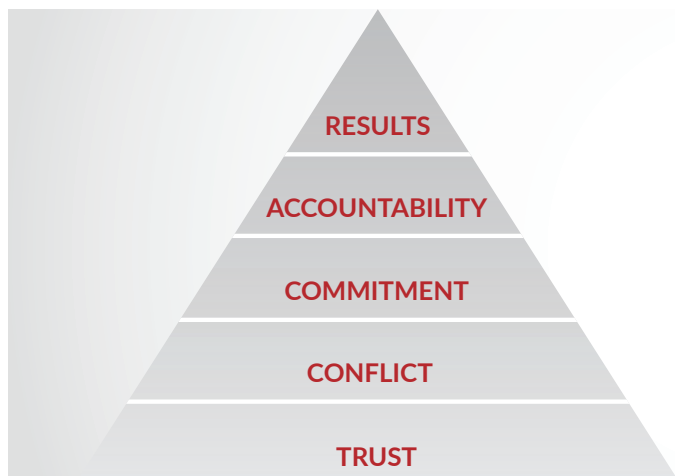 RESULTS
ACCOUNTABILITY
COMMITMENT
CONFLICT
TRUST